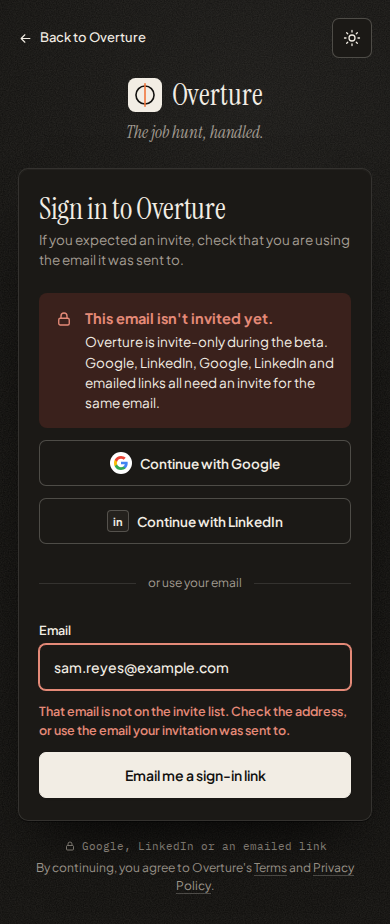 ← Back to Overture
Overture
The job hunt, handled.
Sign in to Overture
If you expected an invite, check that you are using
the email it was sent to.
This email isn't invited yet.
Overture is invite-only during the beta.
Google, LinkedIn, Google, LinkedIn and
emailed links all need an invite for the
same email.
Continue with Google
in Continue with LinkedIn
or use your email
Email
sam.reyes@example.com
That email is not on the invite list. Check the address,
or use the email your invitation was sent to.
Email me a sign-in link
Google, LinkedIn or an emailed link
By continuing, you agree to Overture's Terms and Privacy
Policy.